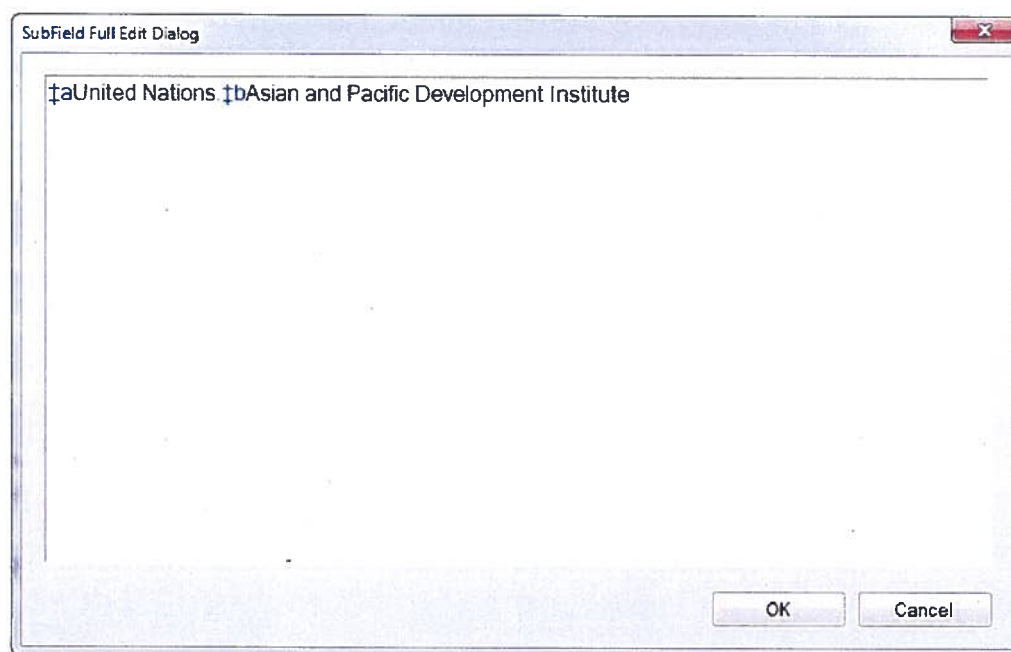 SubField Full Edit Dialog
‡aUnited Nations.‡bAsian and Pacific Development Institute
OK
Cancel